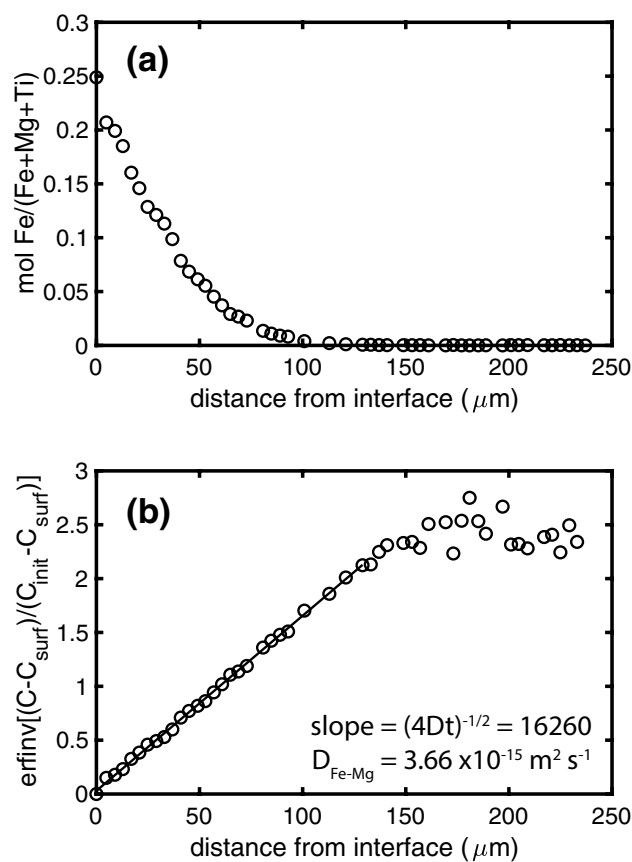 (a)
0.3
0.25
0.2
0.15
0.1
0.05
0
mol Fe/(Fe+Mg+Ti)
0 50 100 150 200 250
distance from interface (μm)
(b)
3
2.5
2
1.5
1
0.5
0
erfinv[(C-Csurf)/(Cinit-Csurf)]
slope = (4Dt)-1/2 = 16260
DFe-Mg = 3.66 x10-15 m2 s-1
0 50 100 150 200 250
distance from interface (μm)